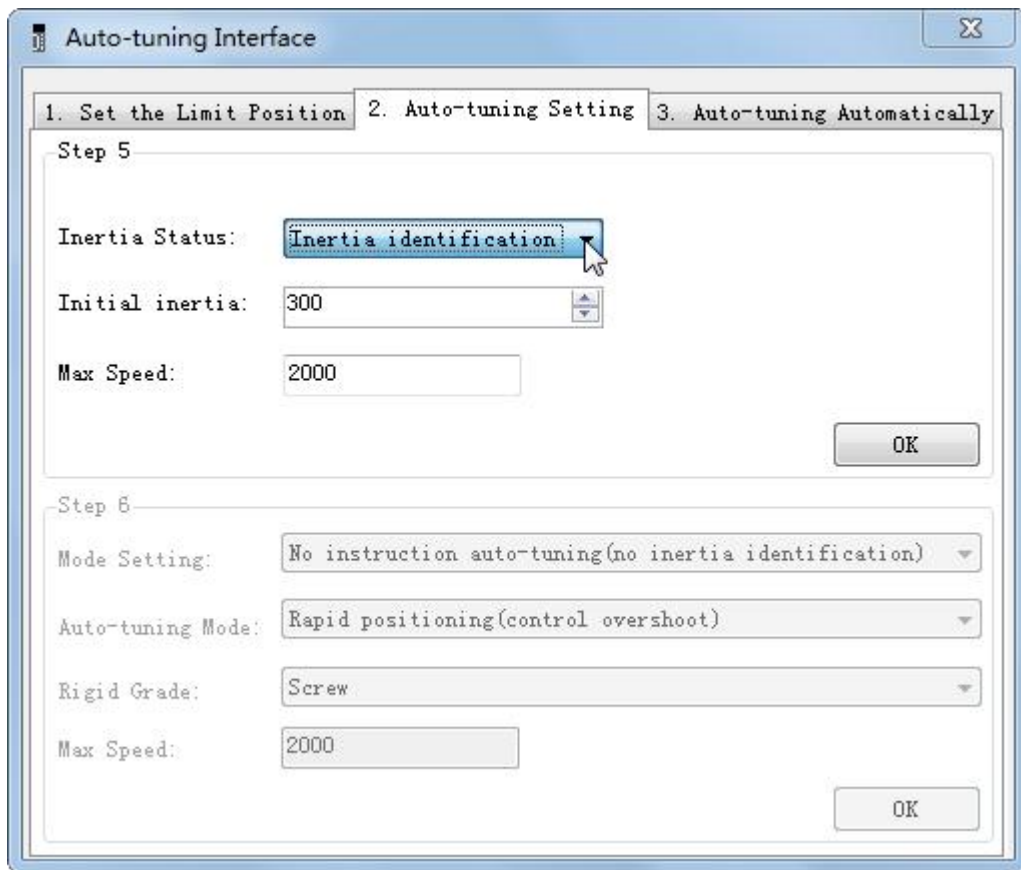 Auto-tuning Interface
1. Set the Limit Position 2. Auto-tuning Setting 3. Auto-tuning Automatically
Step 5
Inertia Status: Inertia identification
Initial inertia: 300
Max Speed: 2000
OK
Step 6
Mode Setting: No instruction auto-tuning(no inertia identification)
Auto-tuning Mode: Rapid positioning(control overshoot)
Rigid Grade: Screw
Max Speed: 2000
OK